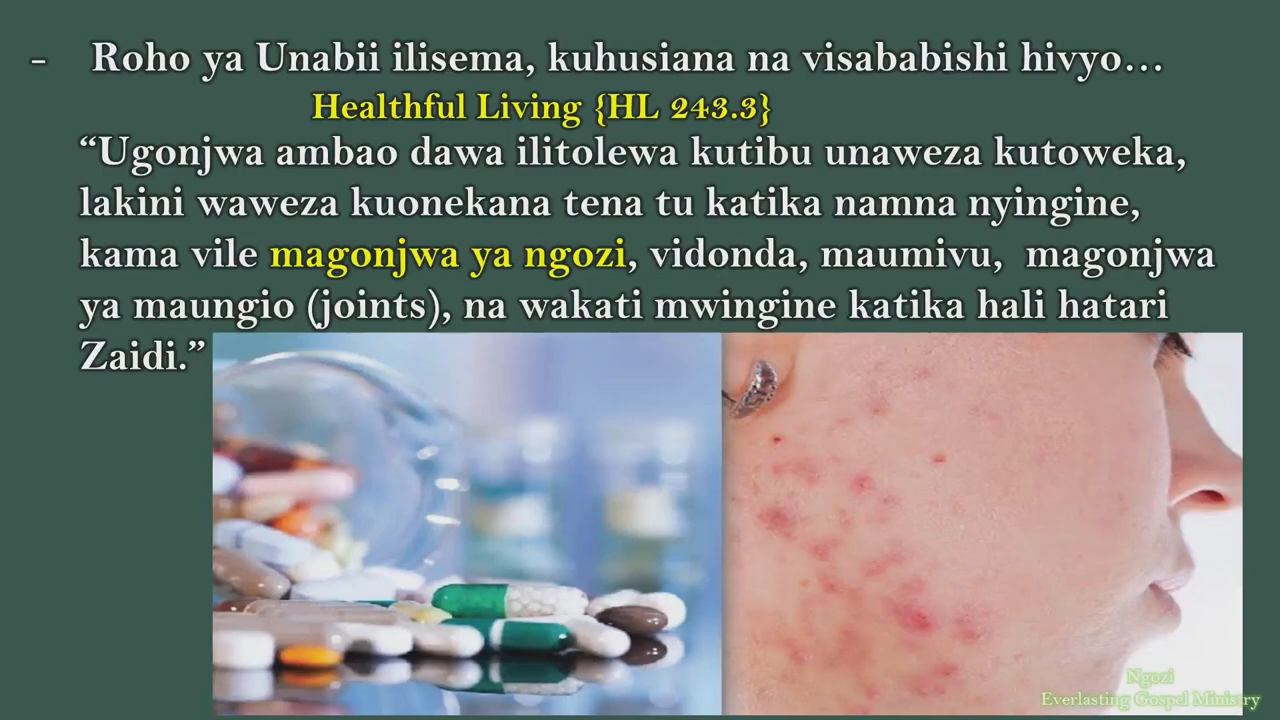 - Roho ya Unabii ilisema, kuhusiana na visababishi hivyo…
Healthful Living {HL 243.3}
“Ugonjwa ambao dawa ilitolewa kutibu unaweza kutoweka,
lakini waweza kuonekana tena tu katika namna nyingine,
kama vile magonjwa ya ngozi, vidonda, maumivu, magonjwa
ya maungio (joints), na wakati mwingine katika hali hatari
Zaidi.”
Ngozi
Everlasting Gospel Ministry